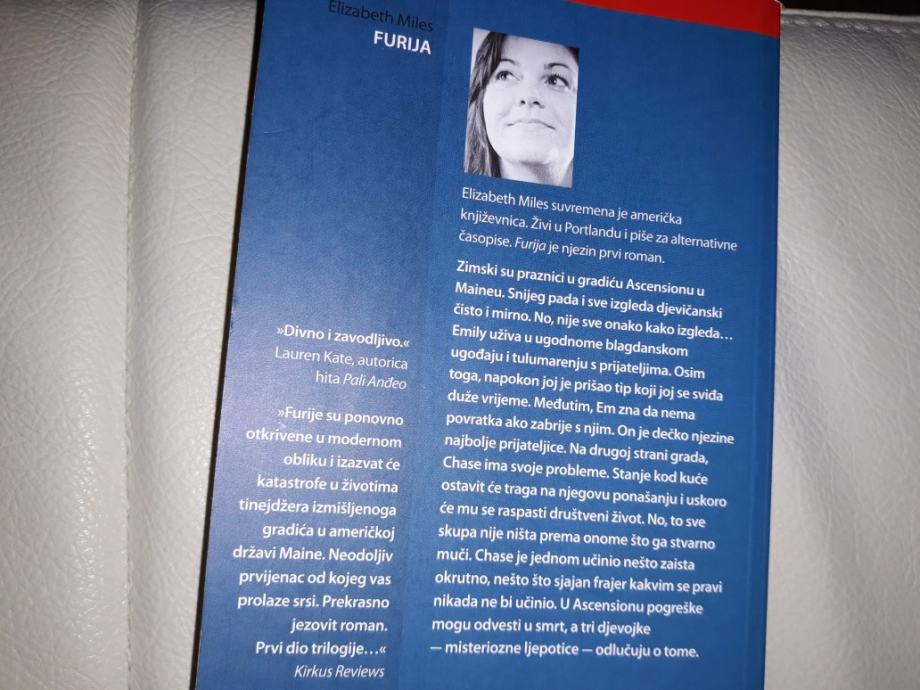 Elizabeth Miles
FURIJA
»Divno i zavodljivo.«
Lauren Kate, autorica
hita Pali Anđeo
»Furije su ponovno
otkrivene u modernom
obliku i izazvat će
katastrofe u životima
tinejdžera izmišljenoga
gradića u američkoj
državi Maine. Neodoljiv
prvijenac od kojeg vas
prolaze srsi. Prekrasno
jezovit roman.
Prvi dio trilogije...«
Kirkus Reviews
Elizabeth Miles suvremena je američka
književnica. Živi u Portlandu i piše za alternativne
časopise. Furija je njezin prvi roman.
Zimski su praznici u gradiću Ascensionu u
Maineu. Snijeg pada i sve izgleda djevičanski
čisto i mirno. No, nije sve onako kako izgleda...
Emily uživa u ugodnome blagdanskom
ugođaju i tulumarenju s prijateljima. Osim
toga, napokon joj je prišao tip koji joj se sviđa
duže vrijeme. Međutim, Em zna da nema
povratka ako zabrije s njim. On je dečko njezine
najbolje prijateljice. Na drugoj strani grada,
Chase ima svoje probleme. Stanje kod kuće
ostavit će traga na njegovu ponašanju i uskoro
će mu se raspasti društveni život. No, to sve
skupa nije ništa prema onome što ga stvarno
muči. Chase je jednom učinio nešto zaista
okrutno, nešto što sjajan frajer kakvim se pravi
nikada ne bi učinio. U Ascensionu pogreške
mogu odvesti u smrt, a tri djevojke
— misteriozne ljepotice — odlučuju o tome.